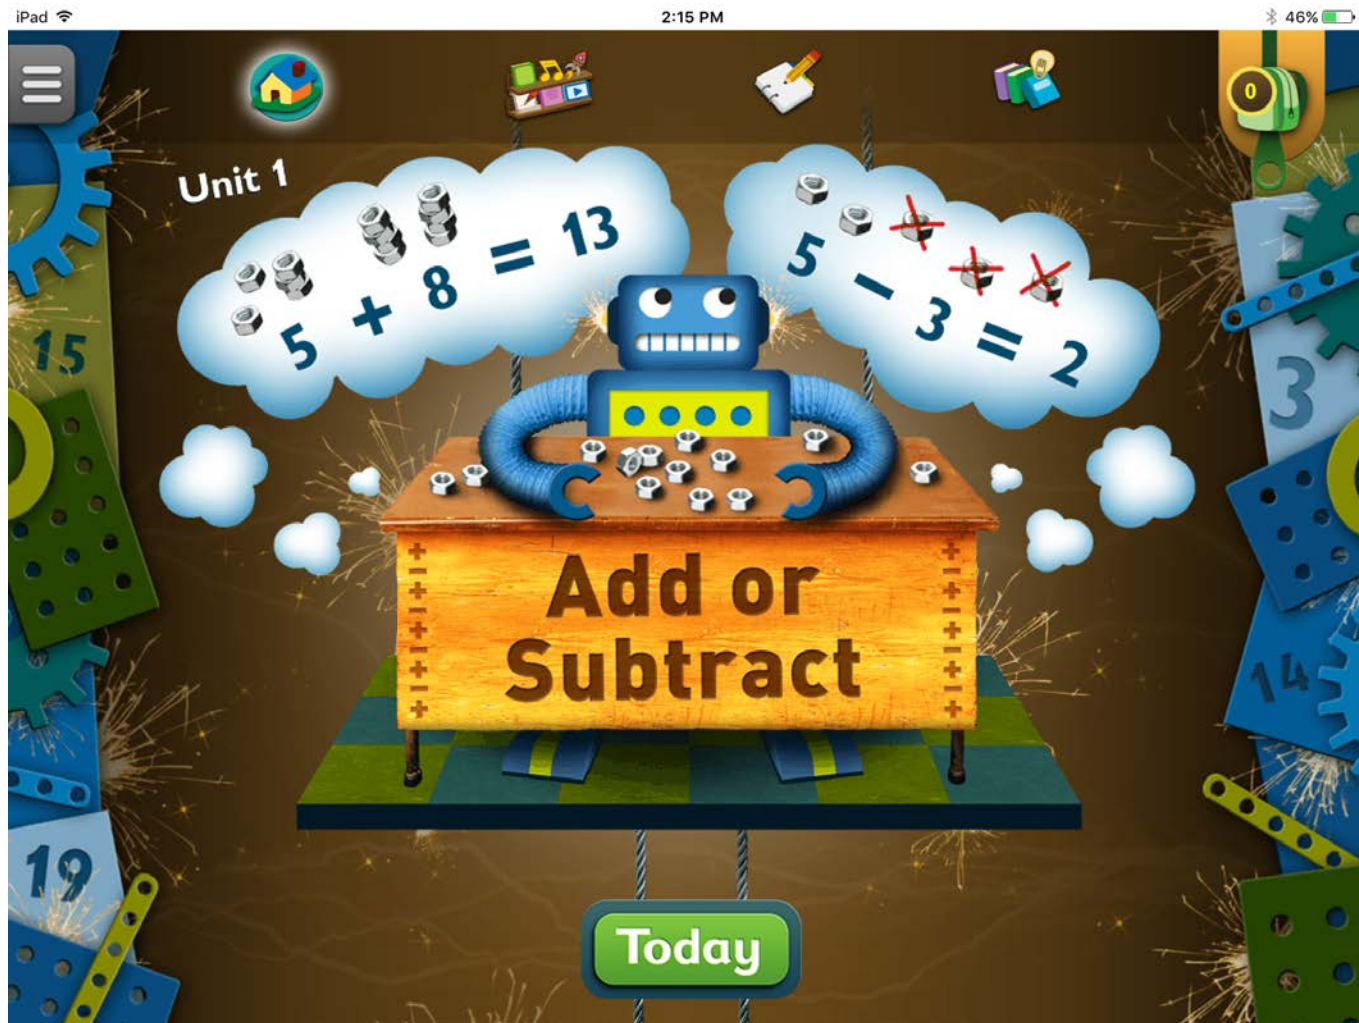 iPad
2:15 PM
46%
0
Unit 1
5 + 8 = 13
5 − 3 = 2
15
3
Add or
Subtract
14
19
Today